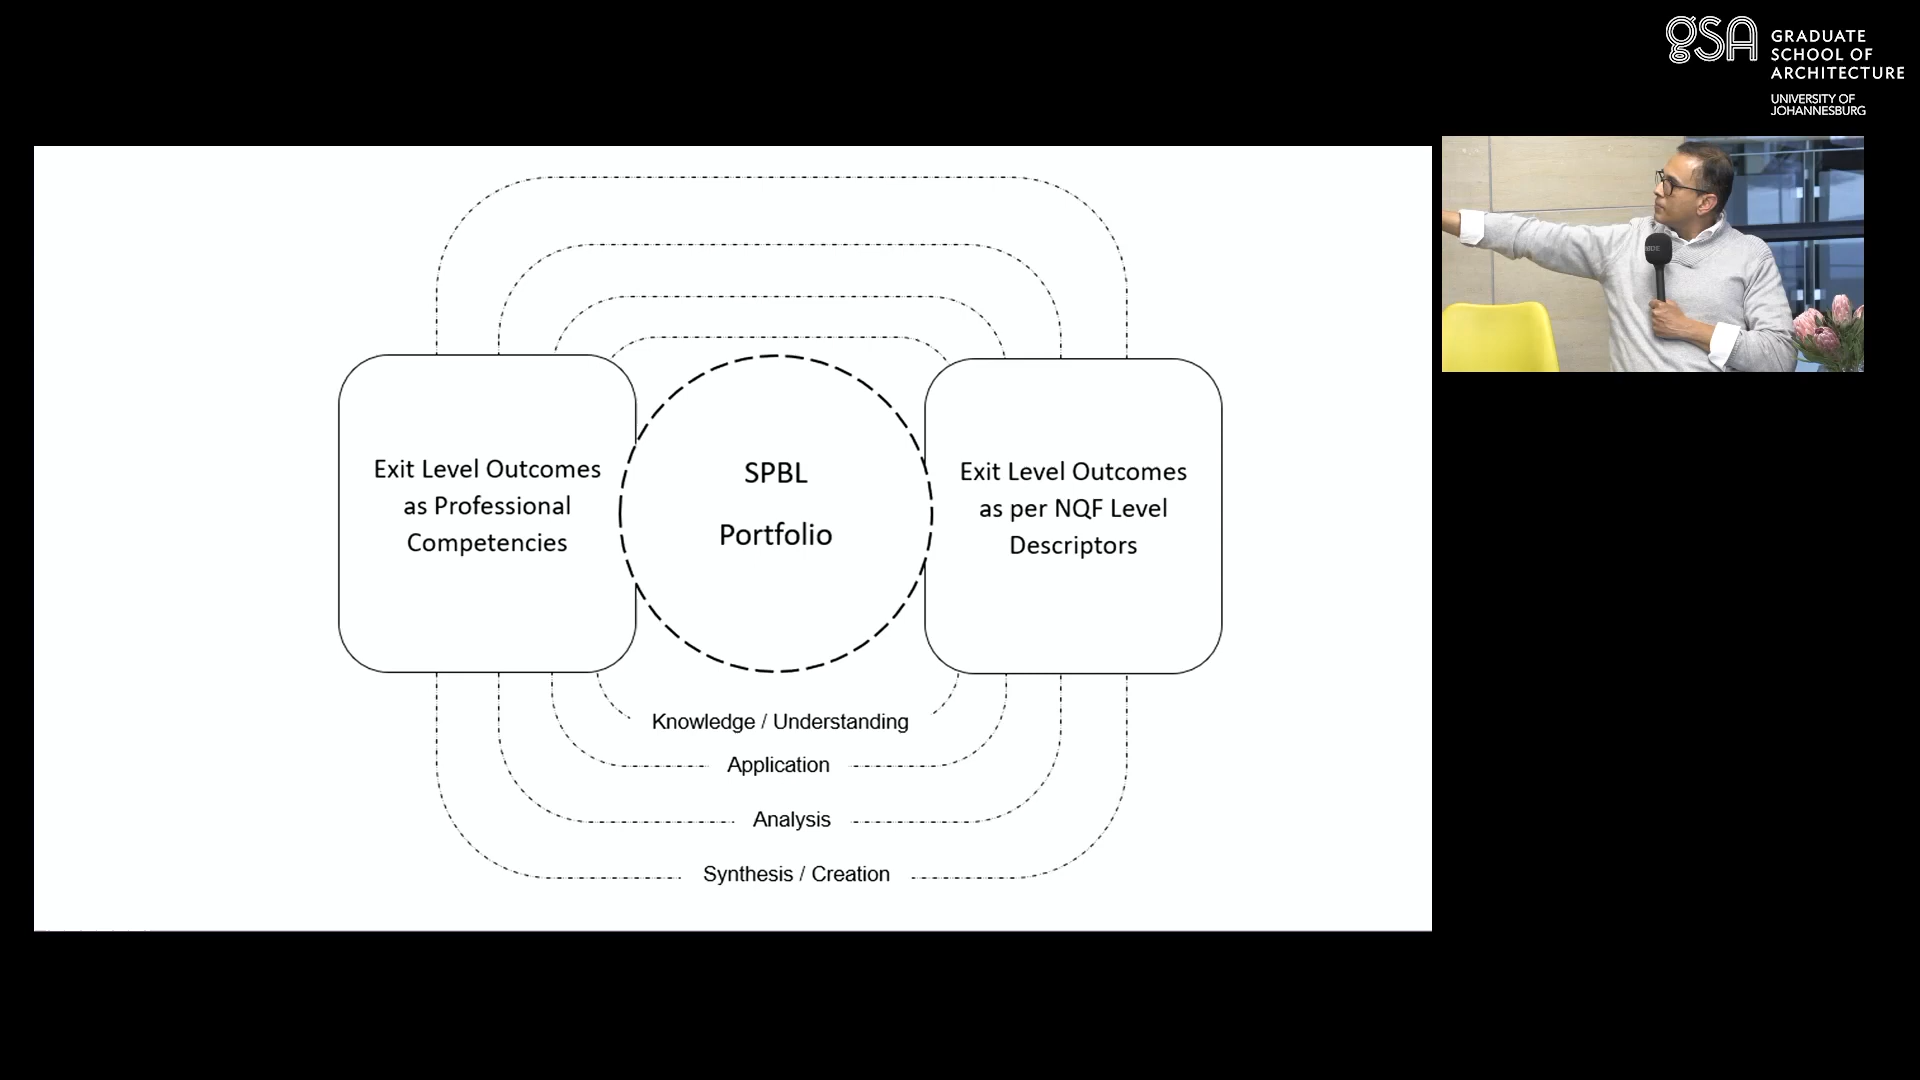 gsa
GRADUATE
SCHOOL OF
ARCHITECTURE
UNIVERSITY OF
JOHANNESBURG
Exit Level Outcomes
as Professional
Competencies
SPBL
Portfolio
Exit Level Outcomes
as per NQF Level
Descriptors
Knowledge / Understanding
Application
Analysis
Synthesis / Creation